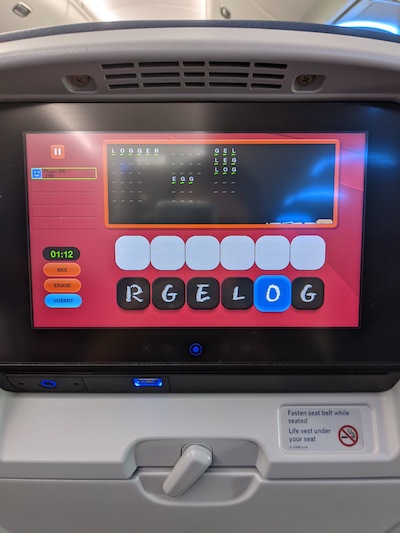 LOGGER
GEL
LEG
LOG
EGG
01:12
MIX
ERASE
SUBMIT
R G E L O G
Fasten seat belt while
seated
Life vest under
your seat